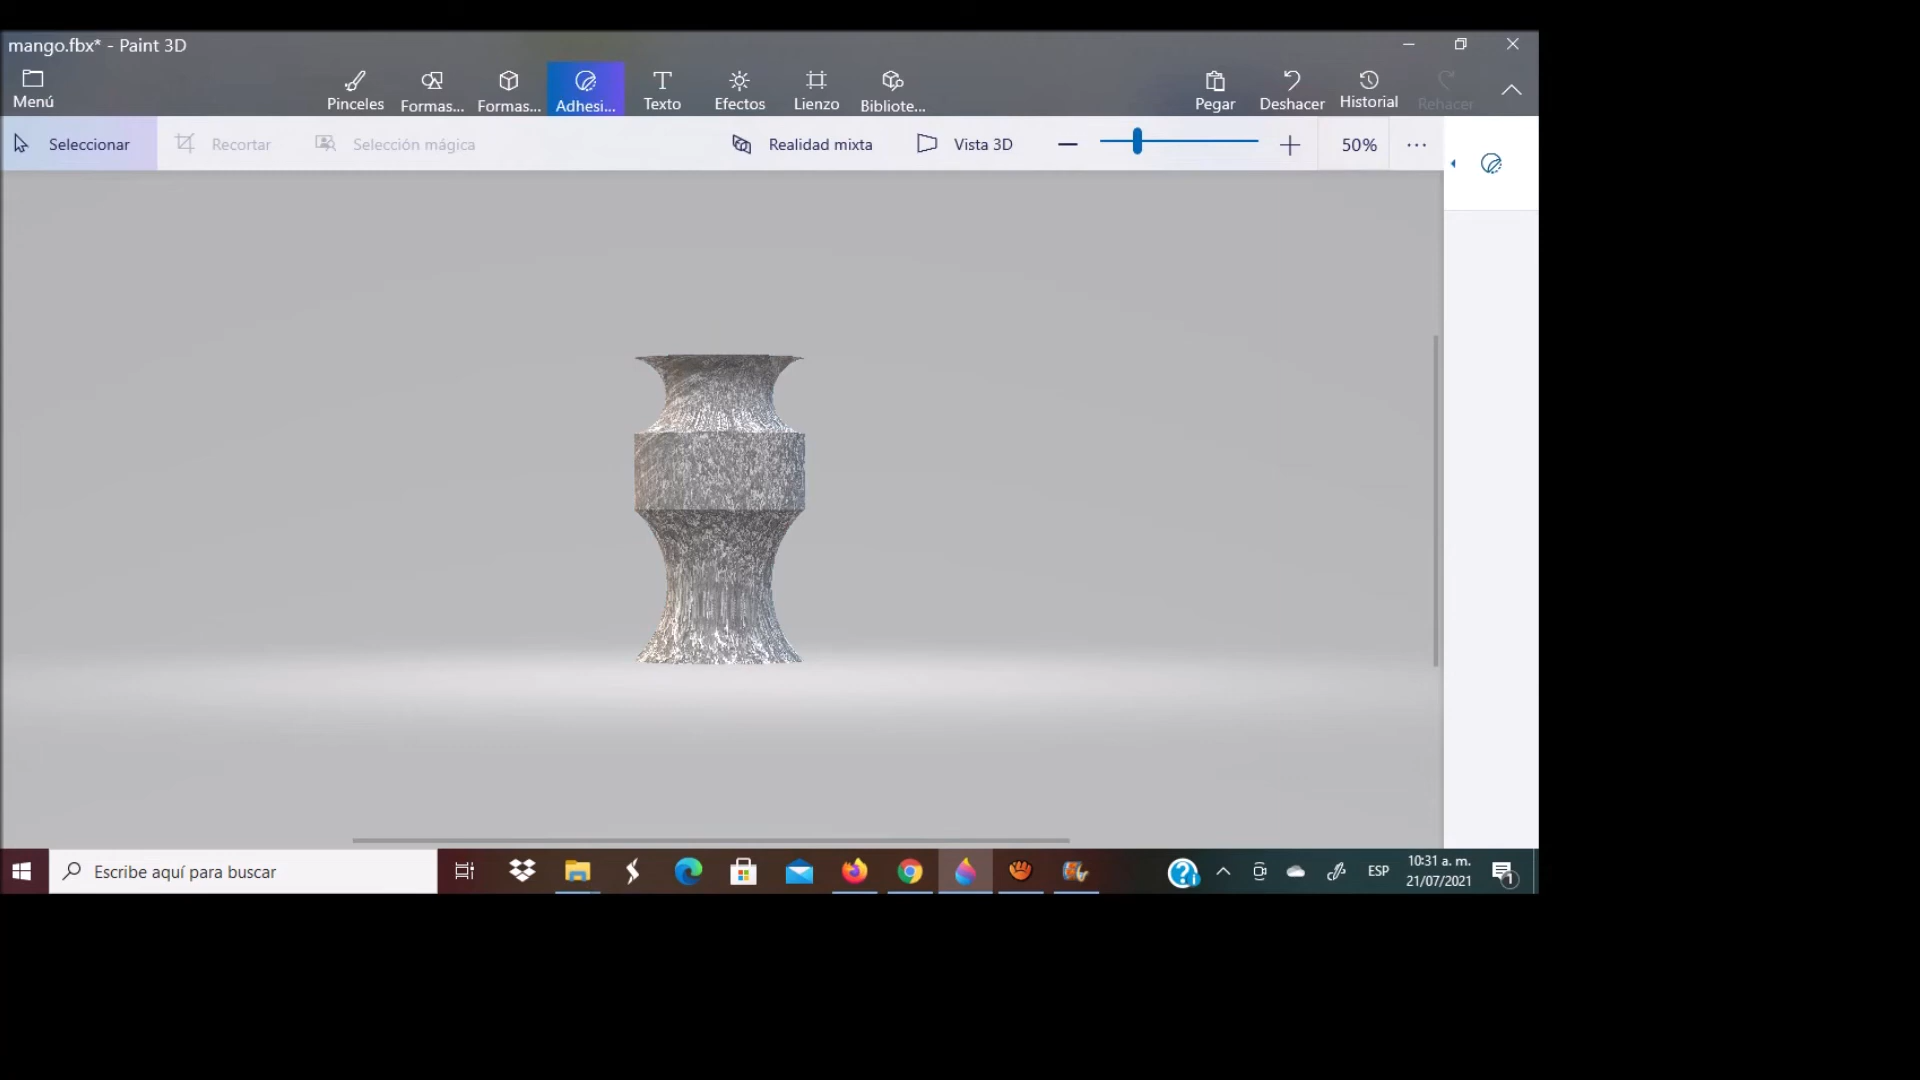 mango.fbx* - Paint 3D
Menú
Pinceles
Formas...
Formas...
Adhesi...
Texto
Efectos
Lienzo
Bibliote...
Pegar
Deshacer
Historial
Rehacer
Seleccionar
Recortar
Selección mágica
Realidad mixta
Vista 3D
50%
Escribe aquí para buscar
ESP
10:31 a. m.
21/07/2021
1